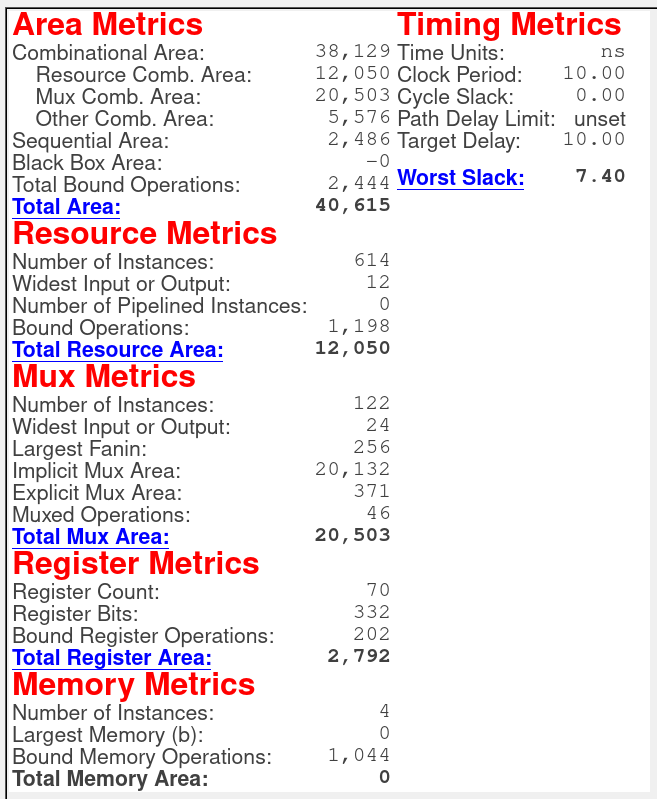 Area Metrics
Combinational Area: 38,129
Resource Comb. Area: 12,050
Mux Comb. Area: 20,503
Other Comb. Area: 5,576
Sequential Area: 2,486
Black Box Area: -0
Total Bound Operations: 2,444
Total Area: 40,615
Resource Metrics
Number of Instances: 614
Widest Input or Output: 12
Number of Pipelined Instances: 0
Bound Operations: 1,198
Total Resource Area: 12,050
Mux Metrics
Number of Instances: 122
Widest Input or Output: 24
Largest Fanin: 256
Implicit Mux Area: 20,132
Explicit Mux Area: 371
Muxed Operations: 46
Total Mux Area: 20,503
Register Metrics
Register Count: 70
Register Bits: 332
Bound Register Operations: 202
Total Register Area: 2,792
Memory Metrics
Number of Instances: 4
Largest Memory (b): 0
Bound Memory Operations: 1,044
Total Memory Area: 0
Timing Metrics
Time Units: ns
Clock Period: 10.00
Cycle Slack: 0.00
Path Delay Limit: unset
Target Delay: 10.00
Worst Slack: 7.40